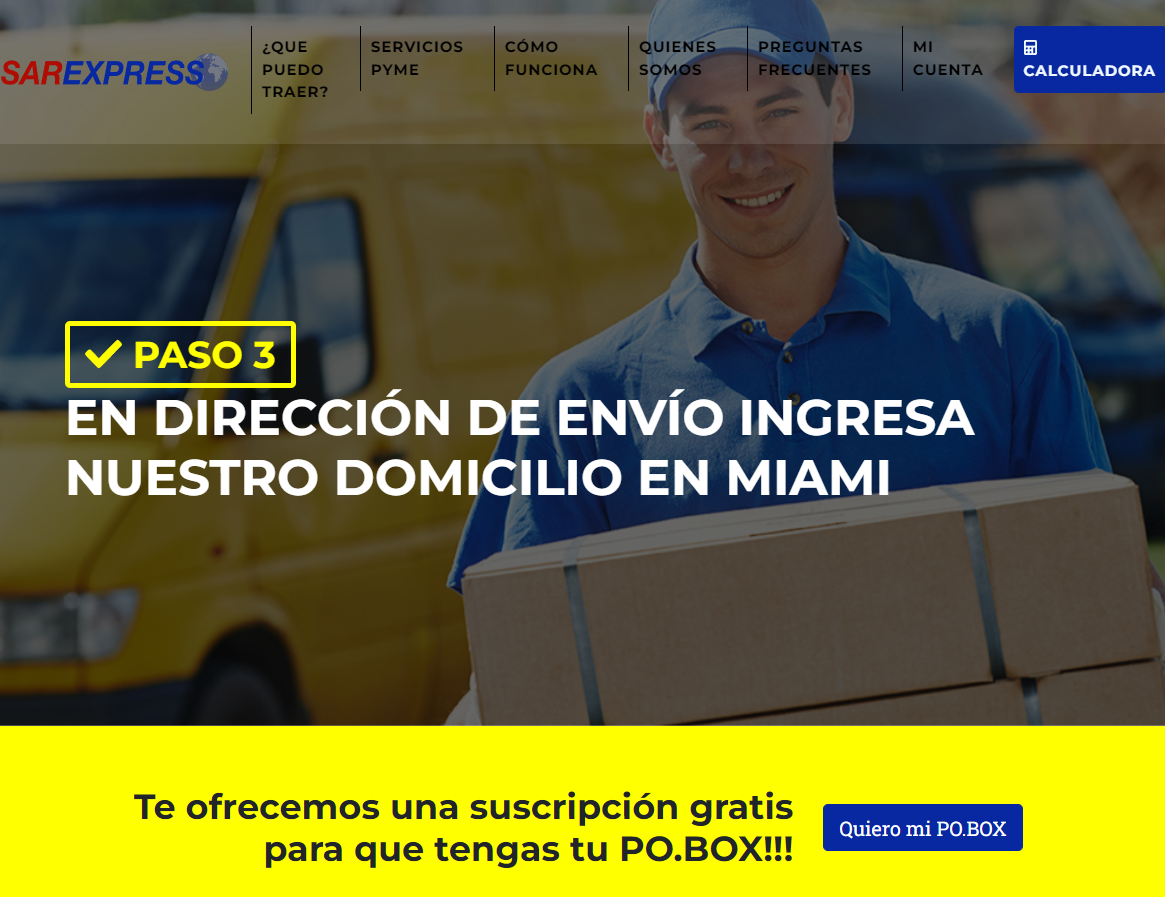 SAREXPRESS
¿QUE
PUEDO
TRAER?
SERVICIOS
PYME
CÓMO
FUNCIONA
QUIENES
SOMOS
PREGUNTAS
FRECUENTES
MI
CUENTA
CALCULADORA
PASO 3
EN DIRECCIÓN DE ENVÍO INGRESA
NUESTRO DOMICILIO EN MIAMI
Te ofrecemos una suscripción gratis
para que tengas tu PO.BOX!!!
Quiero mi PO.BOX